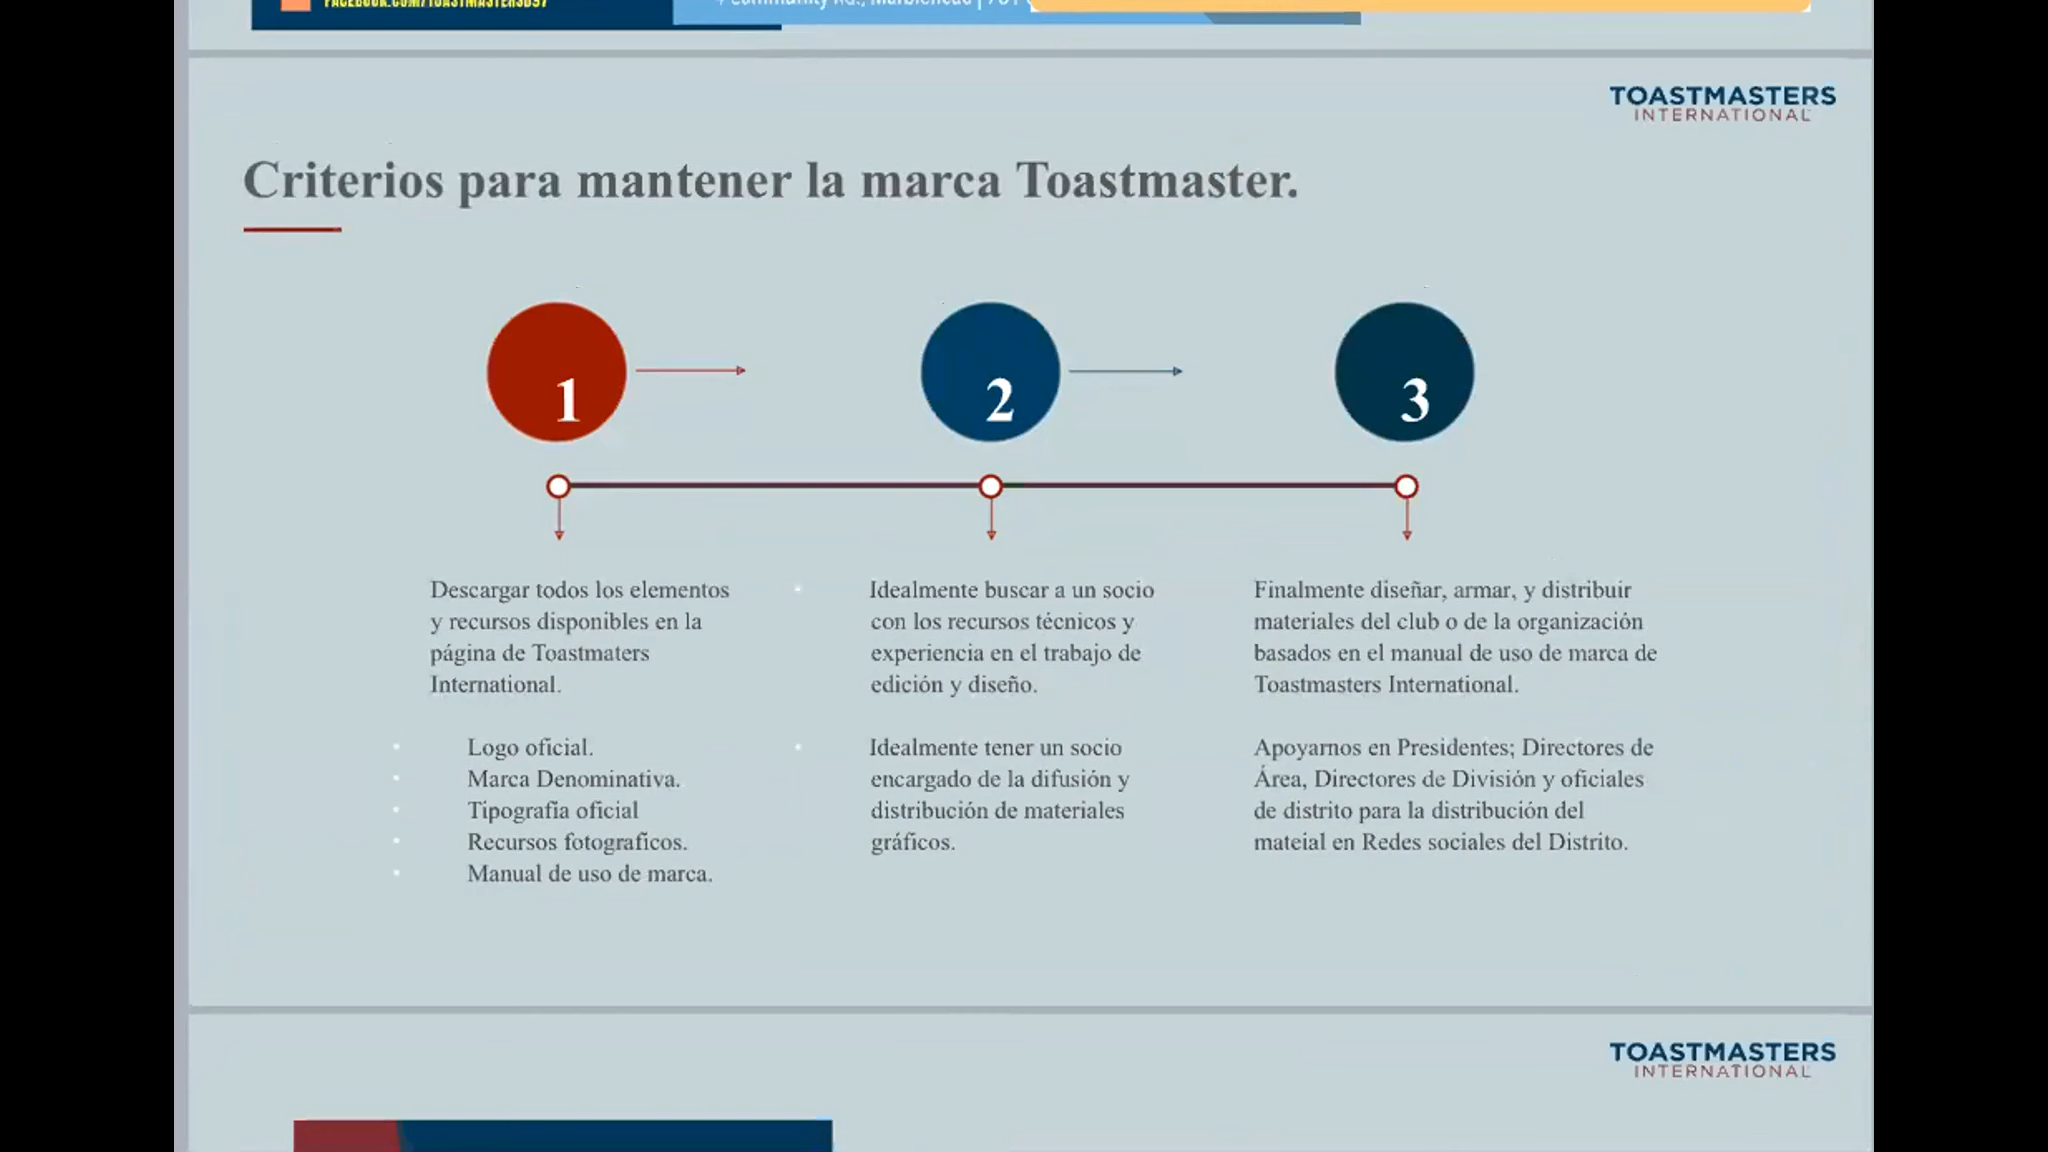 FACEBOOK.COM/TOASTMASTERSD97
TOASTMASTERS
INTERNATIONAL
Criterios para mantener la marca Toastmaster.
1
2
3
Descargar todos los elementos
y recursos disponibles en la
página de Toastmaters
International.
Logo oficial.
Marca Denominativa.
Tipografia oficial
Recursos fotograficos.
Manual de uso de marca.
Idealmente buscar a un socio
con los recursos técnicos y
experiencia en el trabajo de
edición y diseño.
Idealmente tener un socio
encargado de la difusión y
distribución de materiales
gráficos.
Finalmente diseñar, armar, y distribuir
materiales del club o de la organización
basados en el manual de uso de marca de
Toastmasters International.
Apoyarnos en Presidentes; Directores de
Área, Directores de División y oficiales
de distrito para la distribución del
mateial en Redes sociales del Distrito.
TOASTMASTERS
INTERNATIONAL